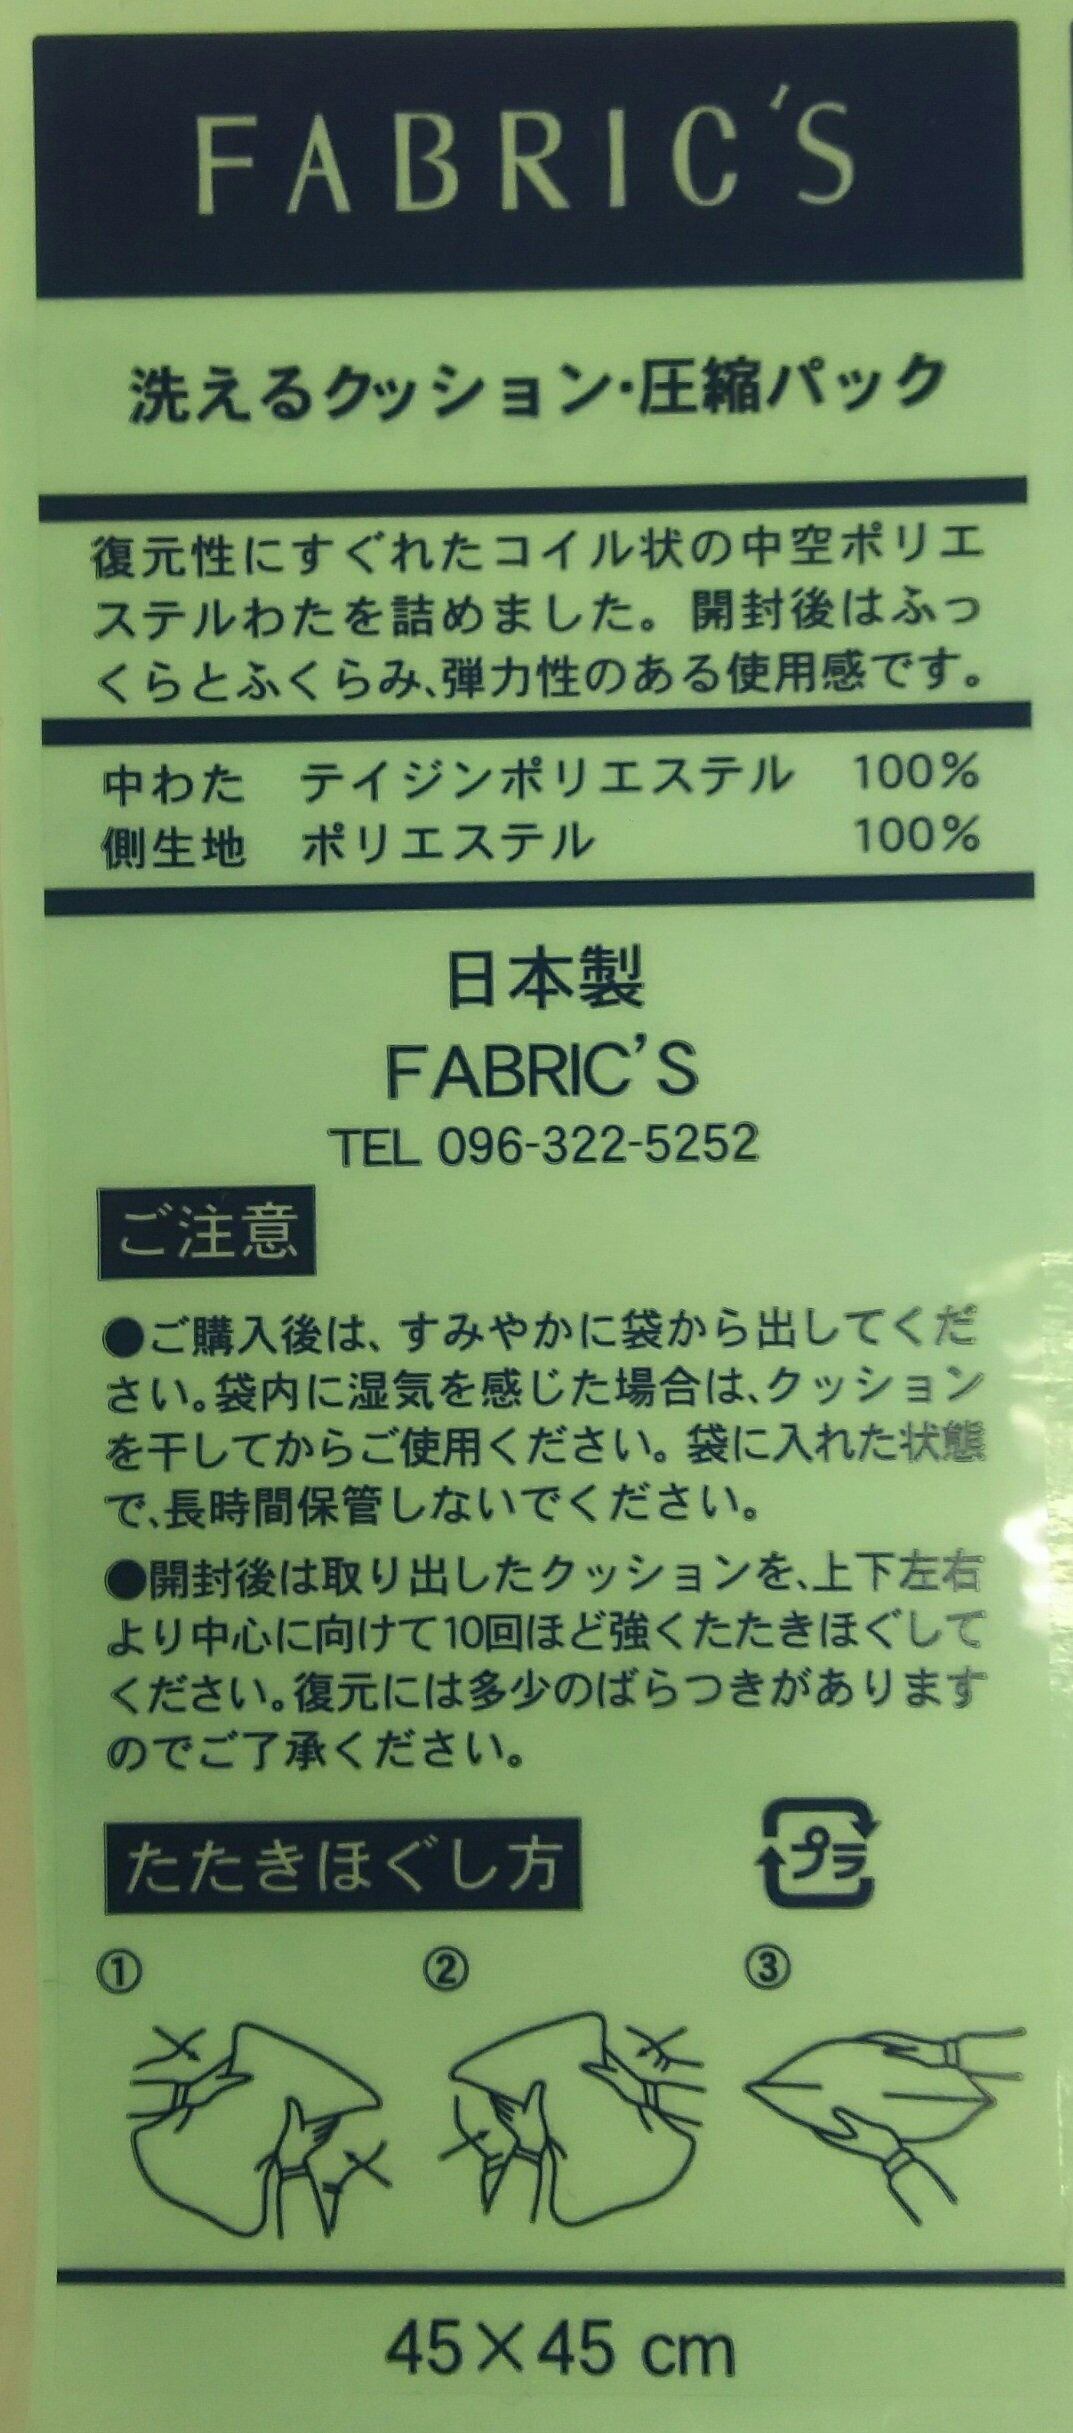 FABRIC'S
洗えるクッション・圧縮パック
復元性にすぐれたコイル状の中空ポリエ
ステルわたを詰めました。開封後はふっ
くらとふくらみ、弾力性のある使用感です。
中わた テイジンポリエステル 100%
側生地 ポリエステル 100%
日本製
FABRIC'S
TEL 096-322-5252
ご注意
●ご購入後は、すみやかに袋から出してくだ
さい。袋内に湿気を感じた場合は、クッション
を干してからご使用ください。袋に入れた状態
で、長時間保管しないでください。
●開封後は取り出したクッションを、上下左右
より中心に向けて10回ほど強くたたきほぐして
ください。復元には多少のばらつきがあります
のでご了承ください。
たたきほぐし方
プラ
① ② ③
45×45 cm